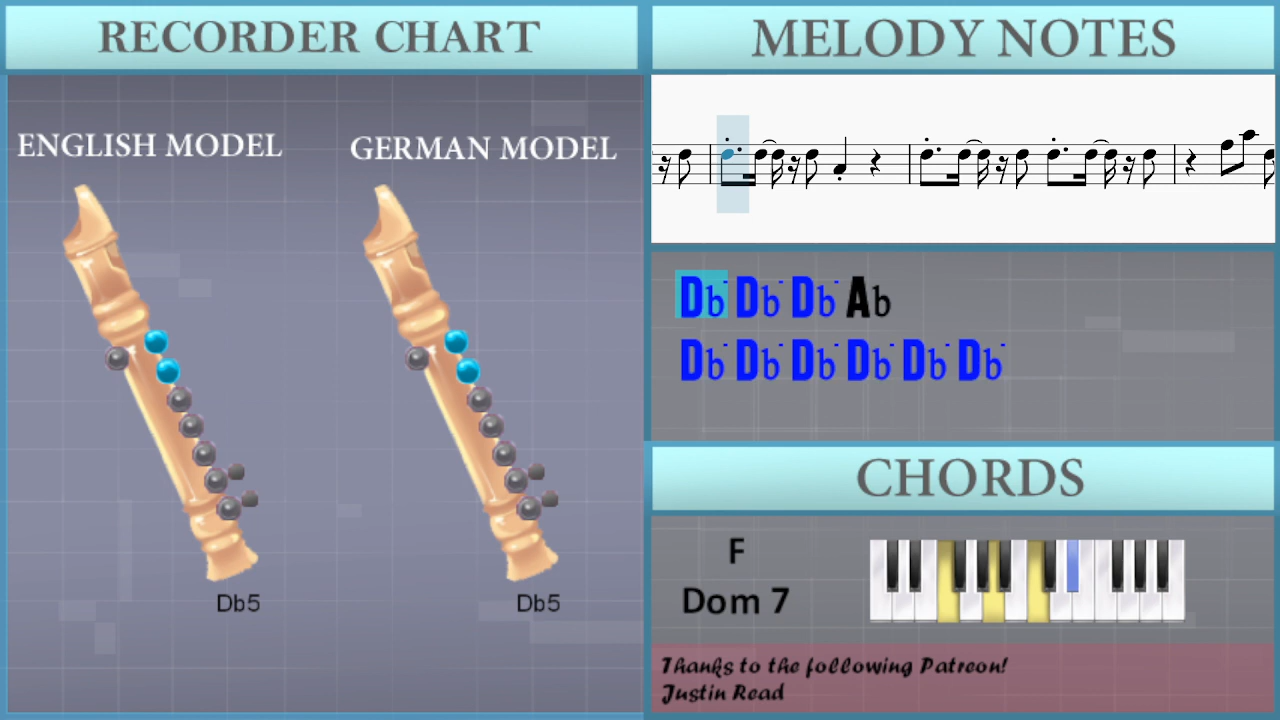 RECORDER CHART
ENGLISH MODEL
GERMAN MODEL
Db5
Db5
MELODY NOTES
Db˙ Db˙ Db˙ Ab
Db˙ Db˙ Db˙ Db˙ Db˙ Db˙
CHORDS
F
Dom 7
Thanks to the following Patreon!
Justin Read